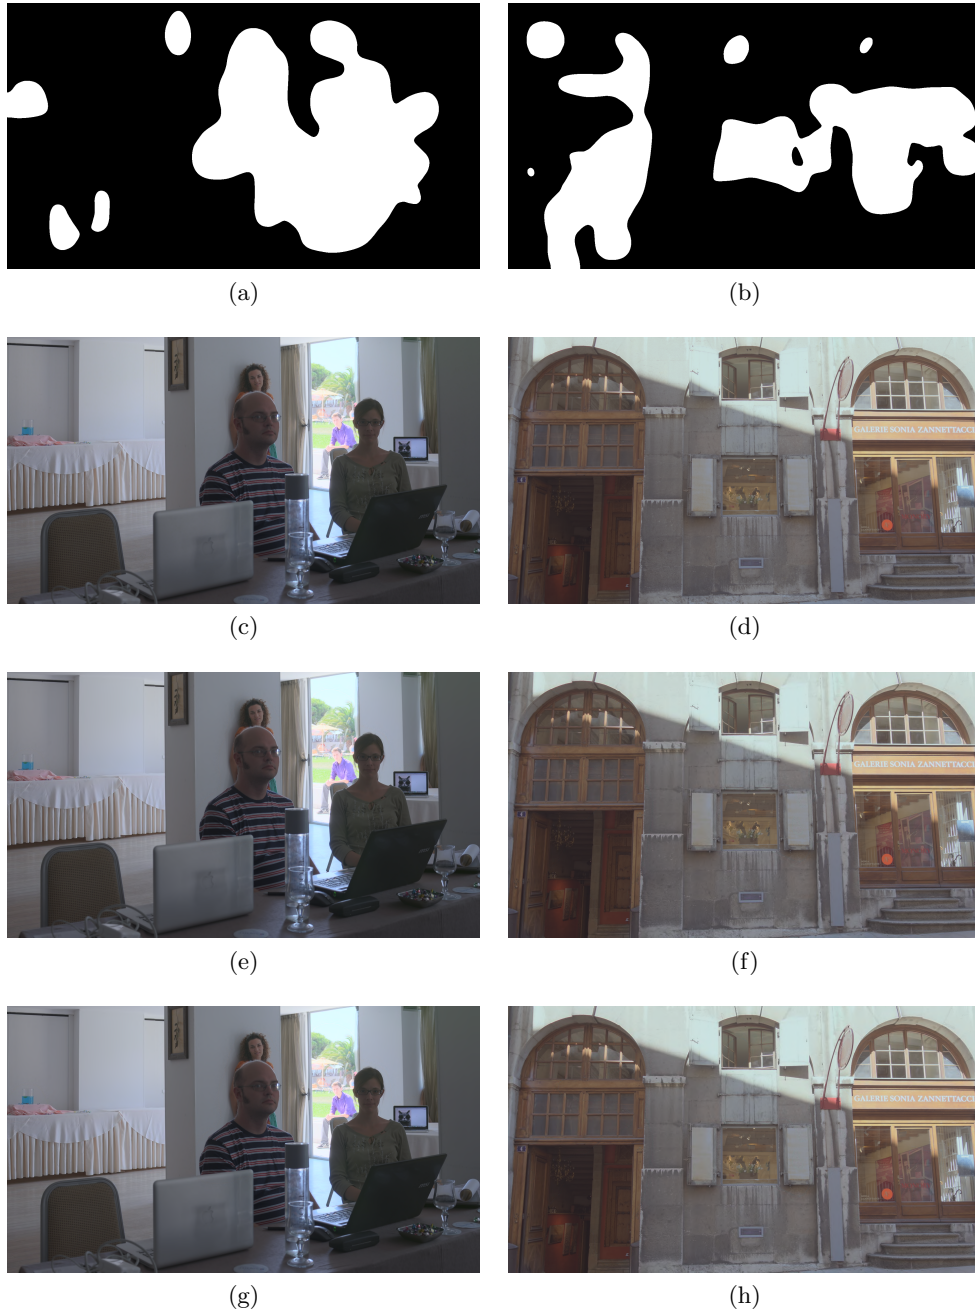 (a)
(b)
(c)
GALERIE SONIA ZANNETTACCI
(d)
(e)
GALERIE SONIA ZANNETTACCI
(f)
(g)
GALERIE SONIA ZANNETTACCI
(h)